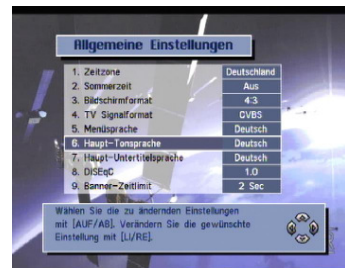 Allgemeine Einstellungen
1. Zeitzone Deutschland
2. Sommerzeit Aus
3. Bildschirmformat 4:3
4. TV Signalformat CVBS
5. Menüsprache Deutsch
6. Haupt-Tonsprache Deutsch
7. Haupt-Untertitelsprache Deutsch
8. DiSEqC 1.0
9. Banner-Zeitlimit 2 Sec
Wählen Sie die zu ändernden Einstellungen
mit [AUF/AB]. Verändern Sie die gewünschte
Einstellung mit [LI/RE].